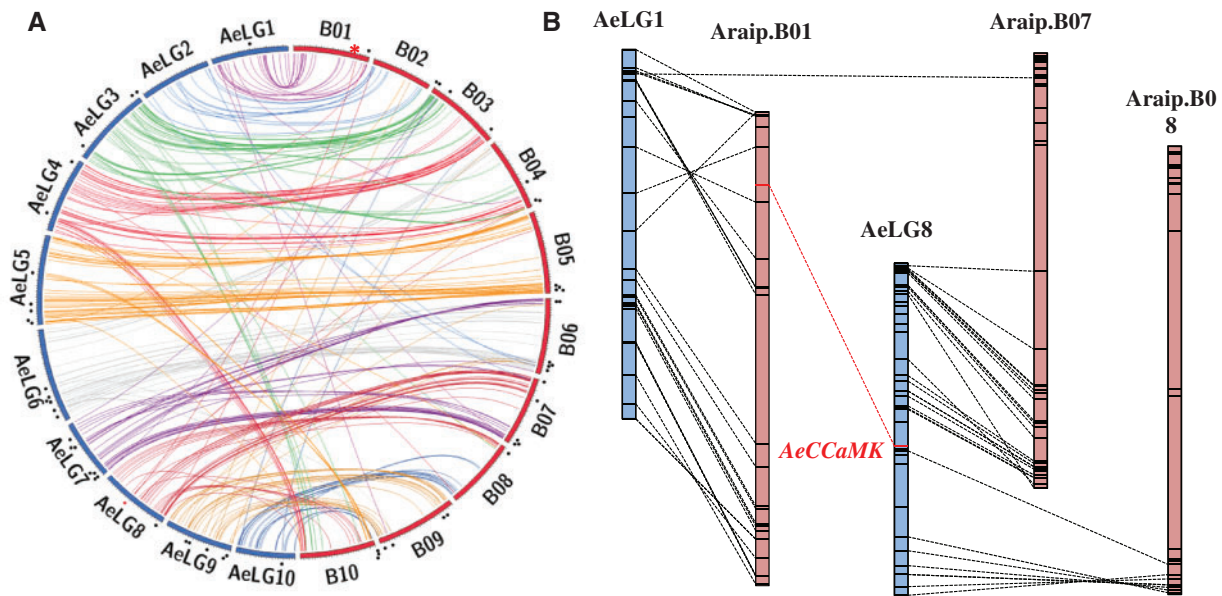 A
B
AeLG1
B01
*
B02
B03
B04
B05
B06
B07
B08
B09
B10
AeLG10
AeLG9
AeLG8
AeLG7
AeLG6
AeLG5
AeLG4
AeLG3
AeLG2
AeLG1
Araip.B01
Araip.B07
Araip.B0
8
AeLG8
AeCCaMK